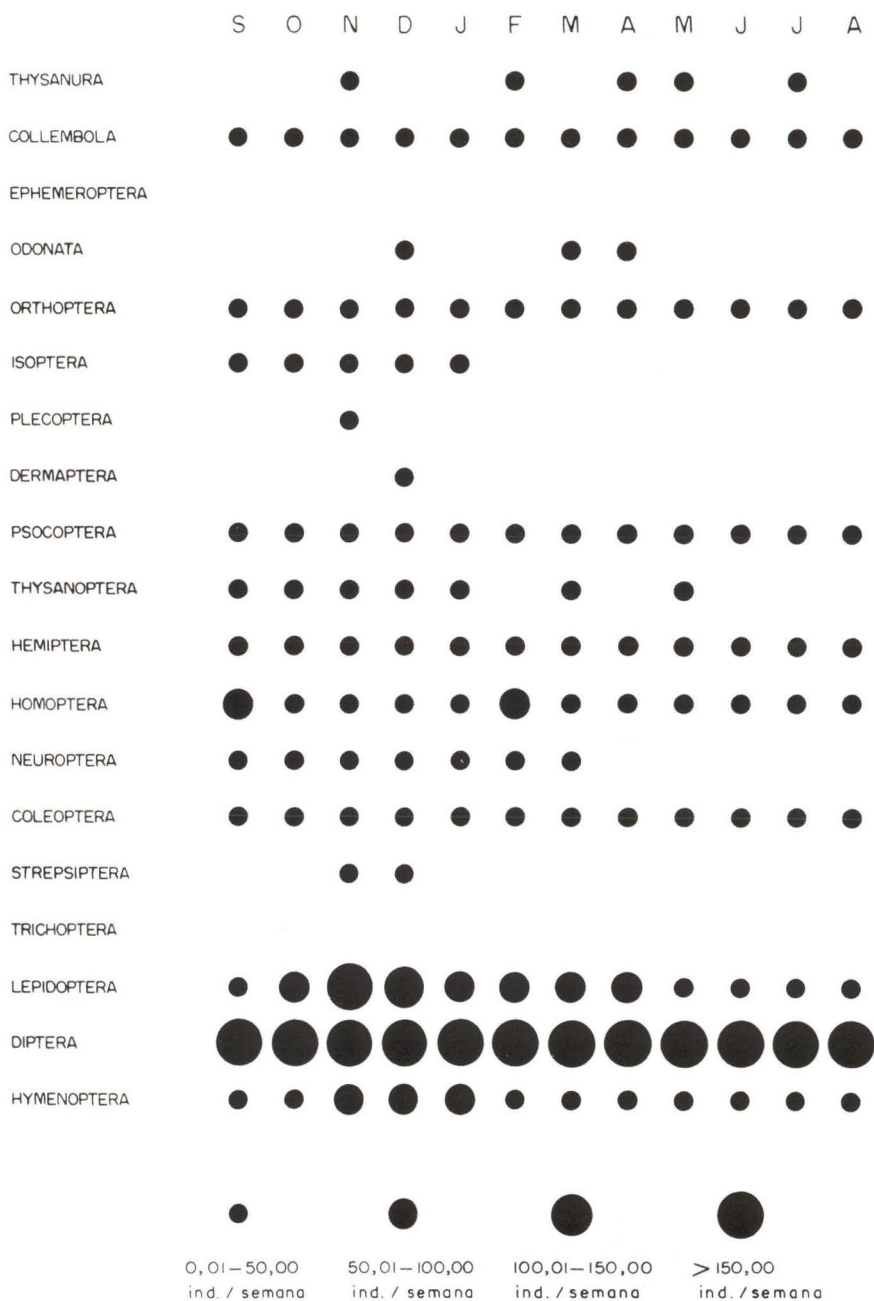 S O N D J F M A M J J A
THYSANURA
COLLEMBOLA
EPHEMEROPTERA
ODONATA
ORTHOPTERA
ISOPTERA
PLECOPTERA
DERMAPTERA
PSOCOPTERA
THYSANOPTERA
HEMIPTERA
HOMOPTERA
NEUROPTERA
COLEOPTERA
STREPSIPTERA
TRICHOPTERA
LEPIDOPTERA
DIPTERA
HYMENOPTERA
0,01–50,00 50,01–100,00 100,01–150,00 >150,00
ind. / semana ind. / semana ind. / semana ind. / semana